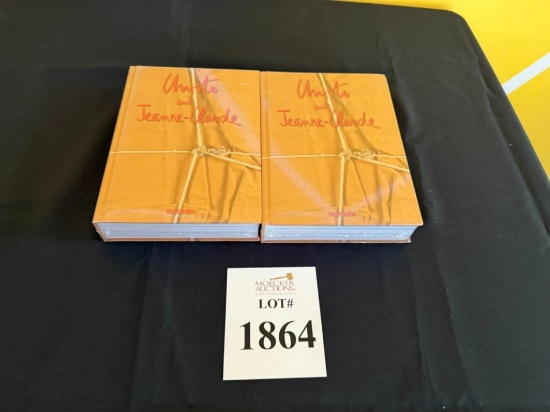 Christo
and
Jeanne-Claude
TASCHEN
Christo
and
Jeanne-Claude
TASCHEN
MOECKER
AUCTIONS
LOT#
1864